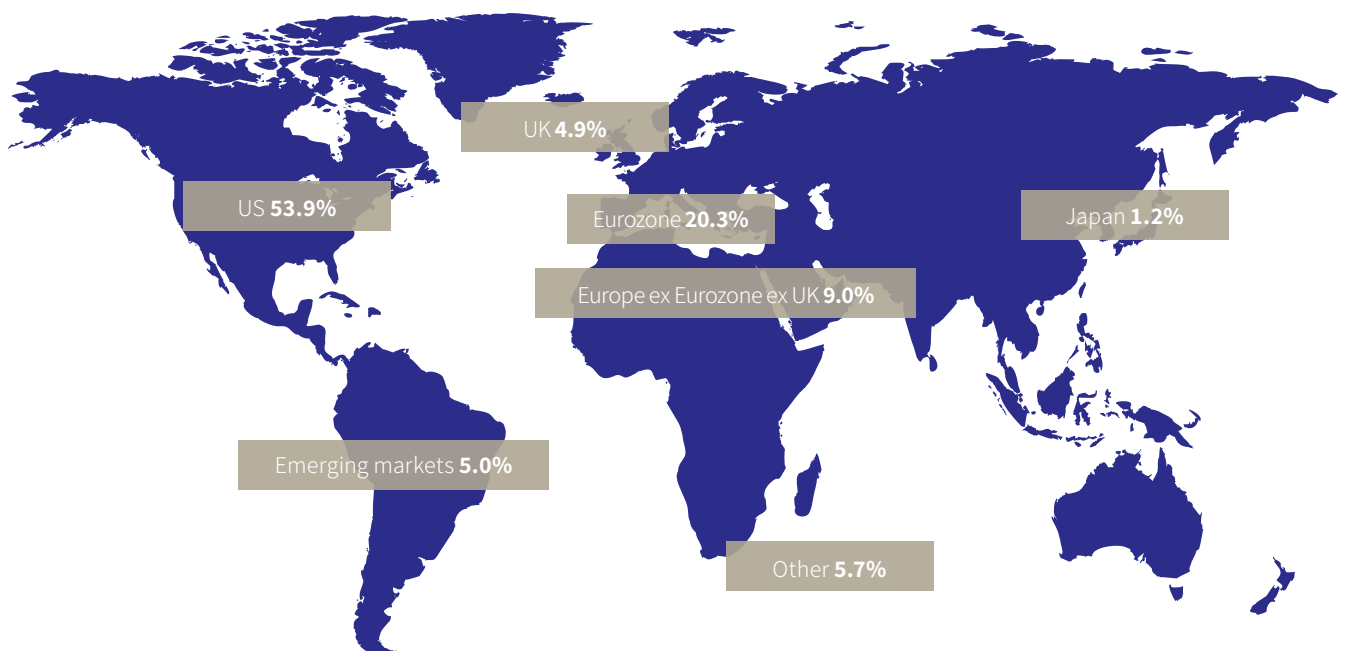 UK 4.9%
US 53.9%
Eurozone 20.3%
Japan 1.2%
Europe ex Eurozone ex UK 9.0%
Emerging markets 5.0%
Other 5.7%